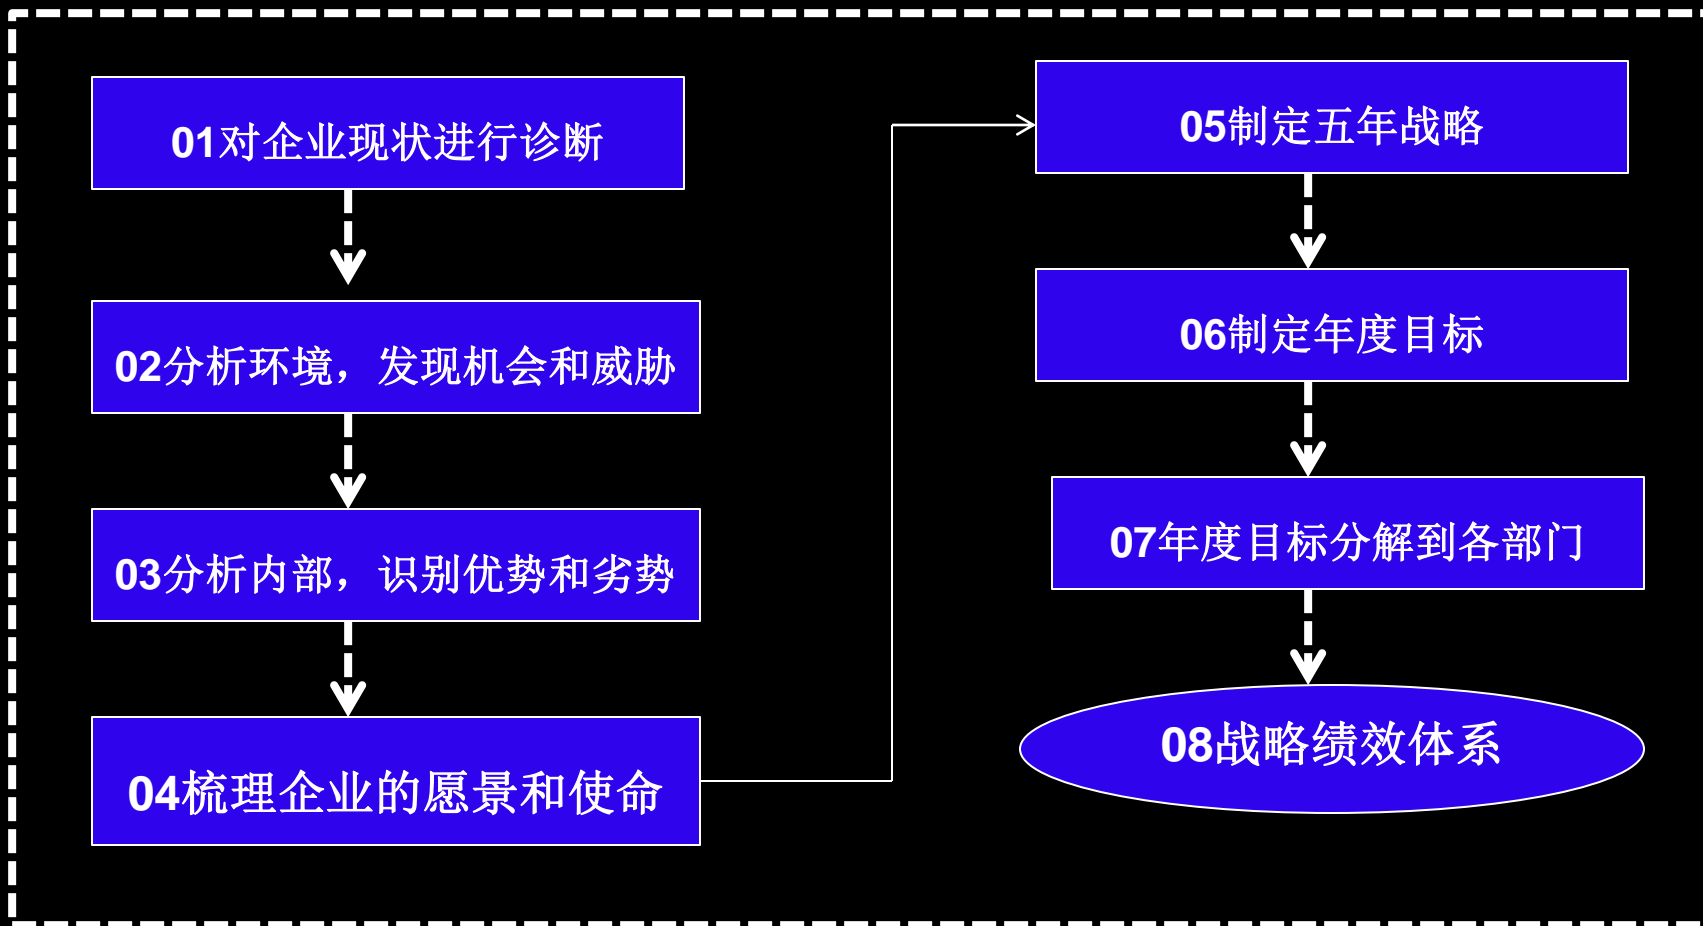 01对企业现状进行诊断
02分析环境，发现机会和威胁
03分析内部，识别优势和劣势
04梳理企业的愿景和使命
05制定五年战略
06制定年度目标
07年度目标分解到各部门
08战略绩效体系